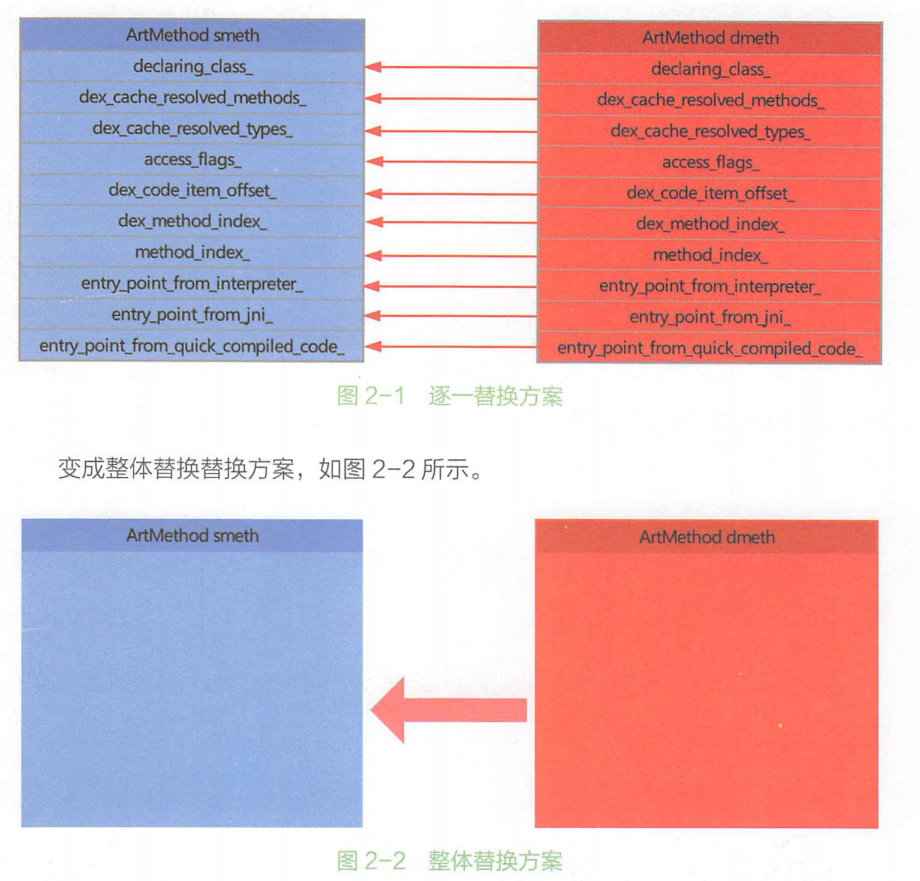 ArtMethod smeth
declaring_class_
dex_cache_resolved_methods_
dex_cache_resolved_types_
access_flags_
dex_code_item_offset_
dex_method_index_
method_index_
entry_point_from_interpreter_
entry_point_from_jni_
entry_point_from_quick_compiled_code_
ArtMethod dmeth
declaring_class_
dex_cache_resolved_methods_
dex_cache_resolved_types_
access_flags_
dex_code_item_offset_
dex_method_index_
method_index_
entry_point_from_interpreter_
entry_point_from_jni_
entry_point_from_quick_compiled_code_
图 2-1 逐一替换方案
变成整体替换替换方案，如图 2-2 所示。
ArtMethod smeth
ArtMethod dmeth
图 2-2 整体替换方案